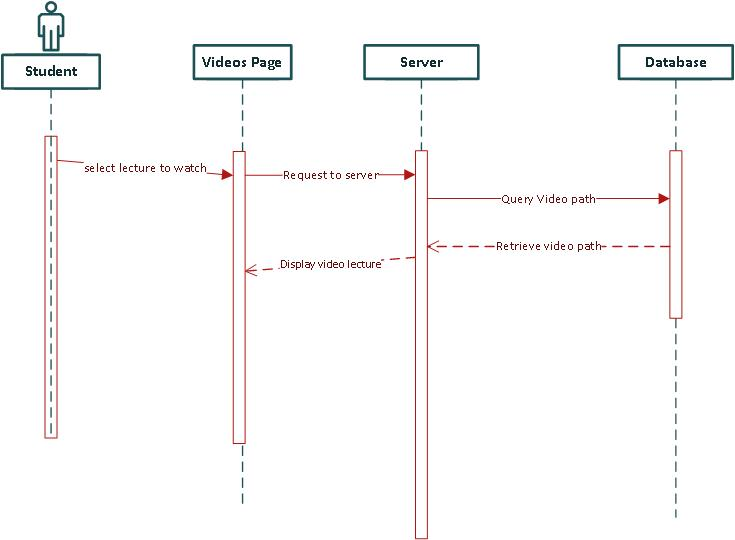 Student
Videos Page
Server
Database
select lecture to watch
Request to server
Query Video path
Retrieve video path
Display video lecture